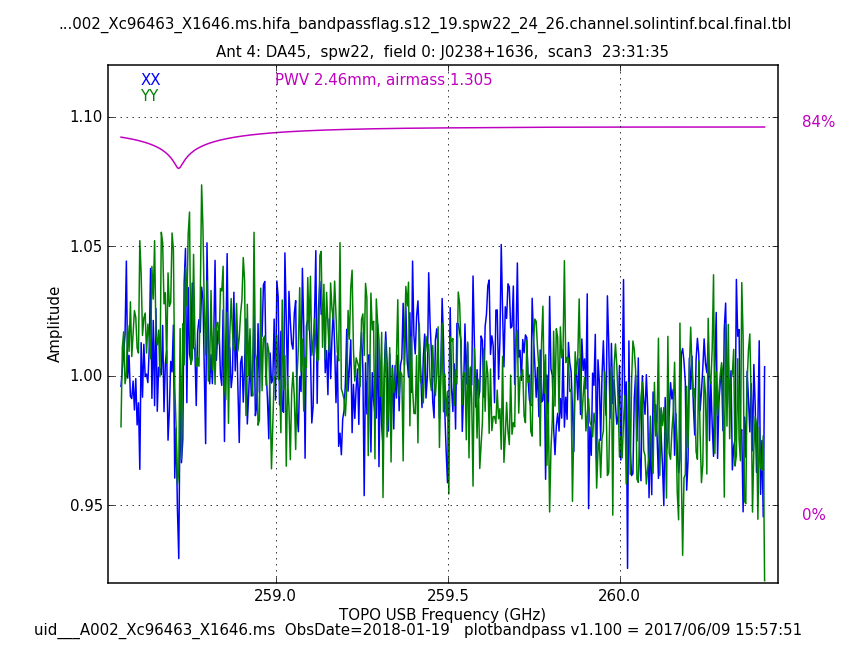 ...002_Xc96463_X1646.ms.hifa_bandpassflag.s12_19.spw22_24_26.channel.solintinf.bcal.final.tbl
Ant 4: DA45, spw22, field 0: J0238+1636, scan3 23:31:35
XX
PWV 2.46mm, airmass 1.305
YY
1.10
84%
1.05
Amplitude
1.00
0.95
0%
259.0 259.5 260.0
TOPO USB Frequency (GHz)
uid___A002_Xc96463_X1646.ms ObsDate=2018-01-19 plotbandpass v1.100 = 2017/06/09 15:57:51